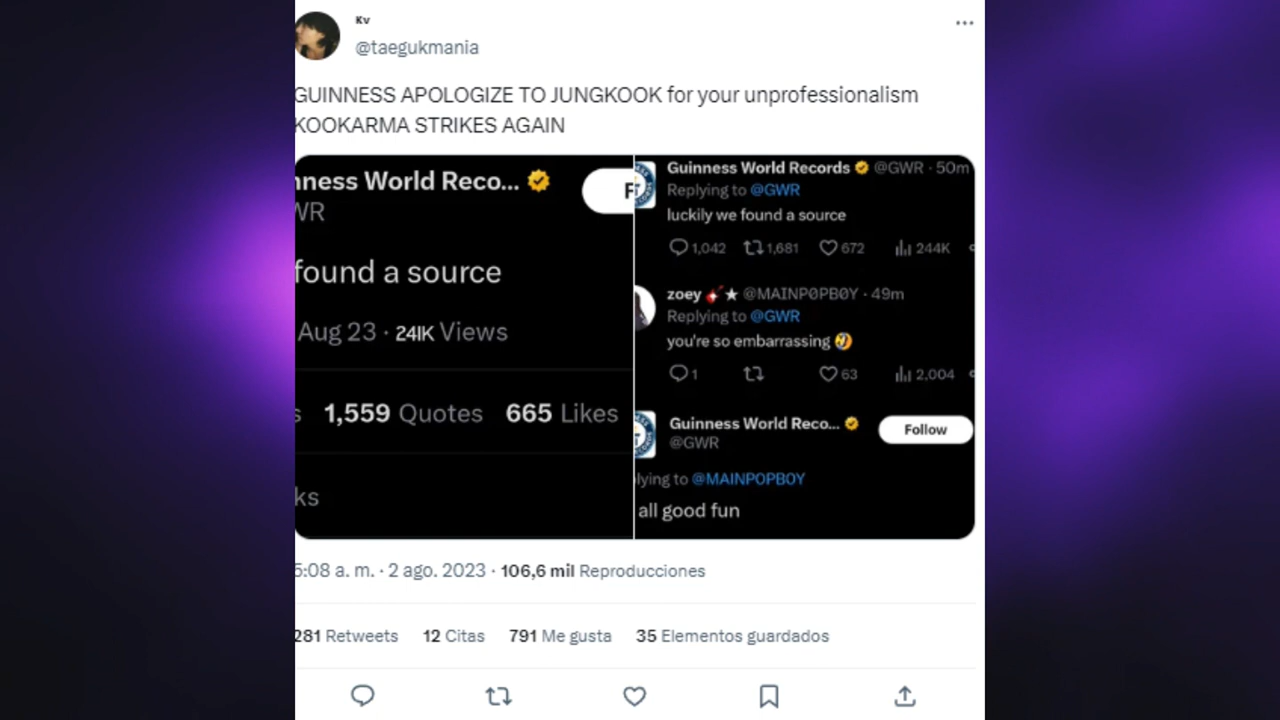 Kv
@taegukmania
GUINNESS APOLOGIZE TO JUNGKOOK for your unprofessionalism
KOOKARMA STRIKES AGAIN
nness World Reco...
WR
F
found a source
Aug 23 · 241K Views
s 1,559 Quotes 665 Likes
ks
Guinness World Records @GWR · 50m
Replying to @GWR
luckily we found a source
1,042 1,681 672 244K
zoey @MAINPØPBØY · 49m
Replying to @GWR
you're so embarrassing
1 63 2,004
Guinness World Reco...
@GWR
Follow
lying to @MAINPOPBOY
all good fun
5:08 a. m. · 2 ago. 2023 · 106,6 mil Reproducciones
281 Retweets 12 Citas 791 Me gusta 35 Elementos guardados